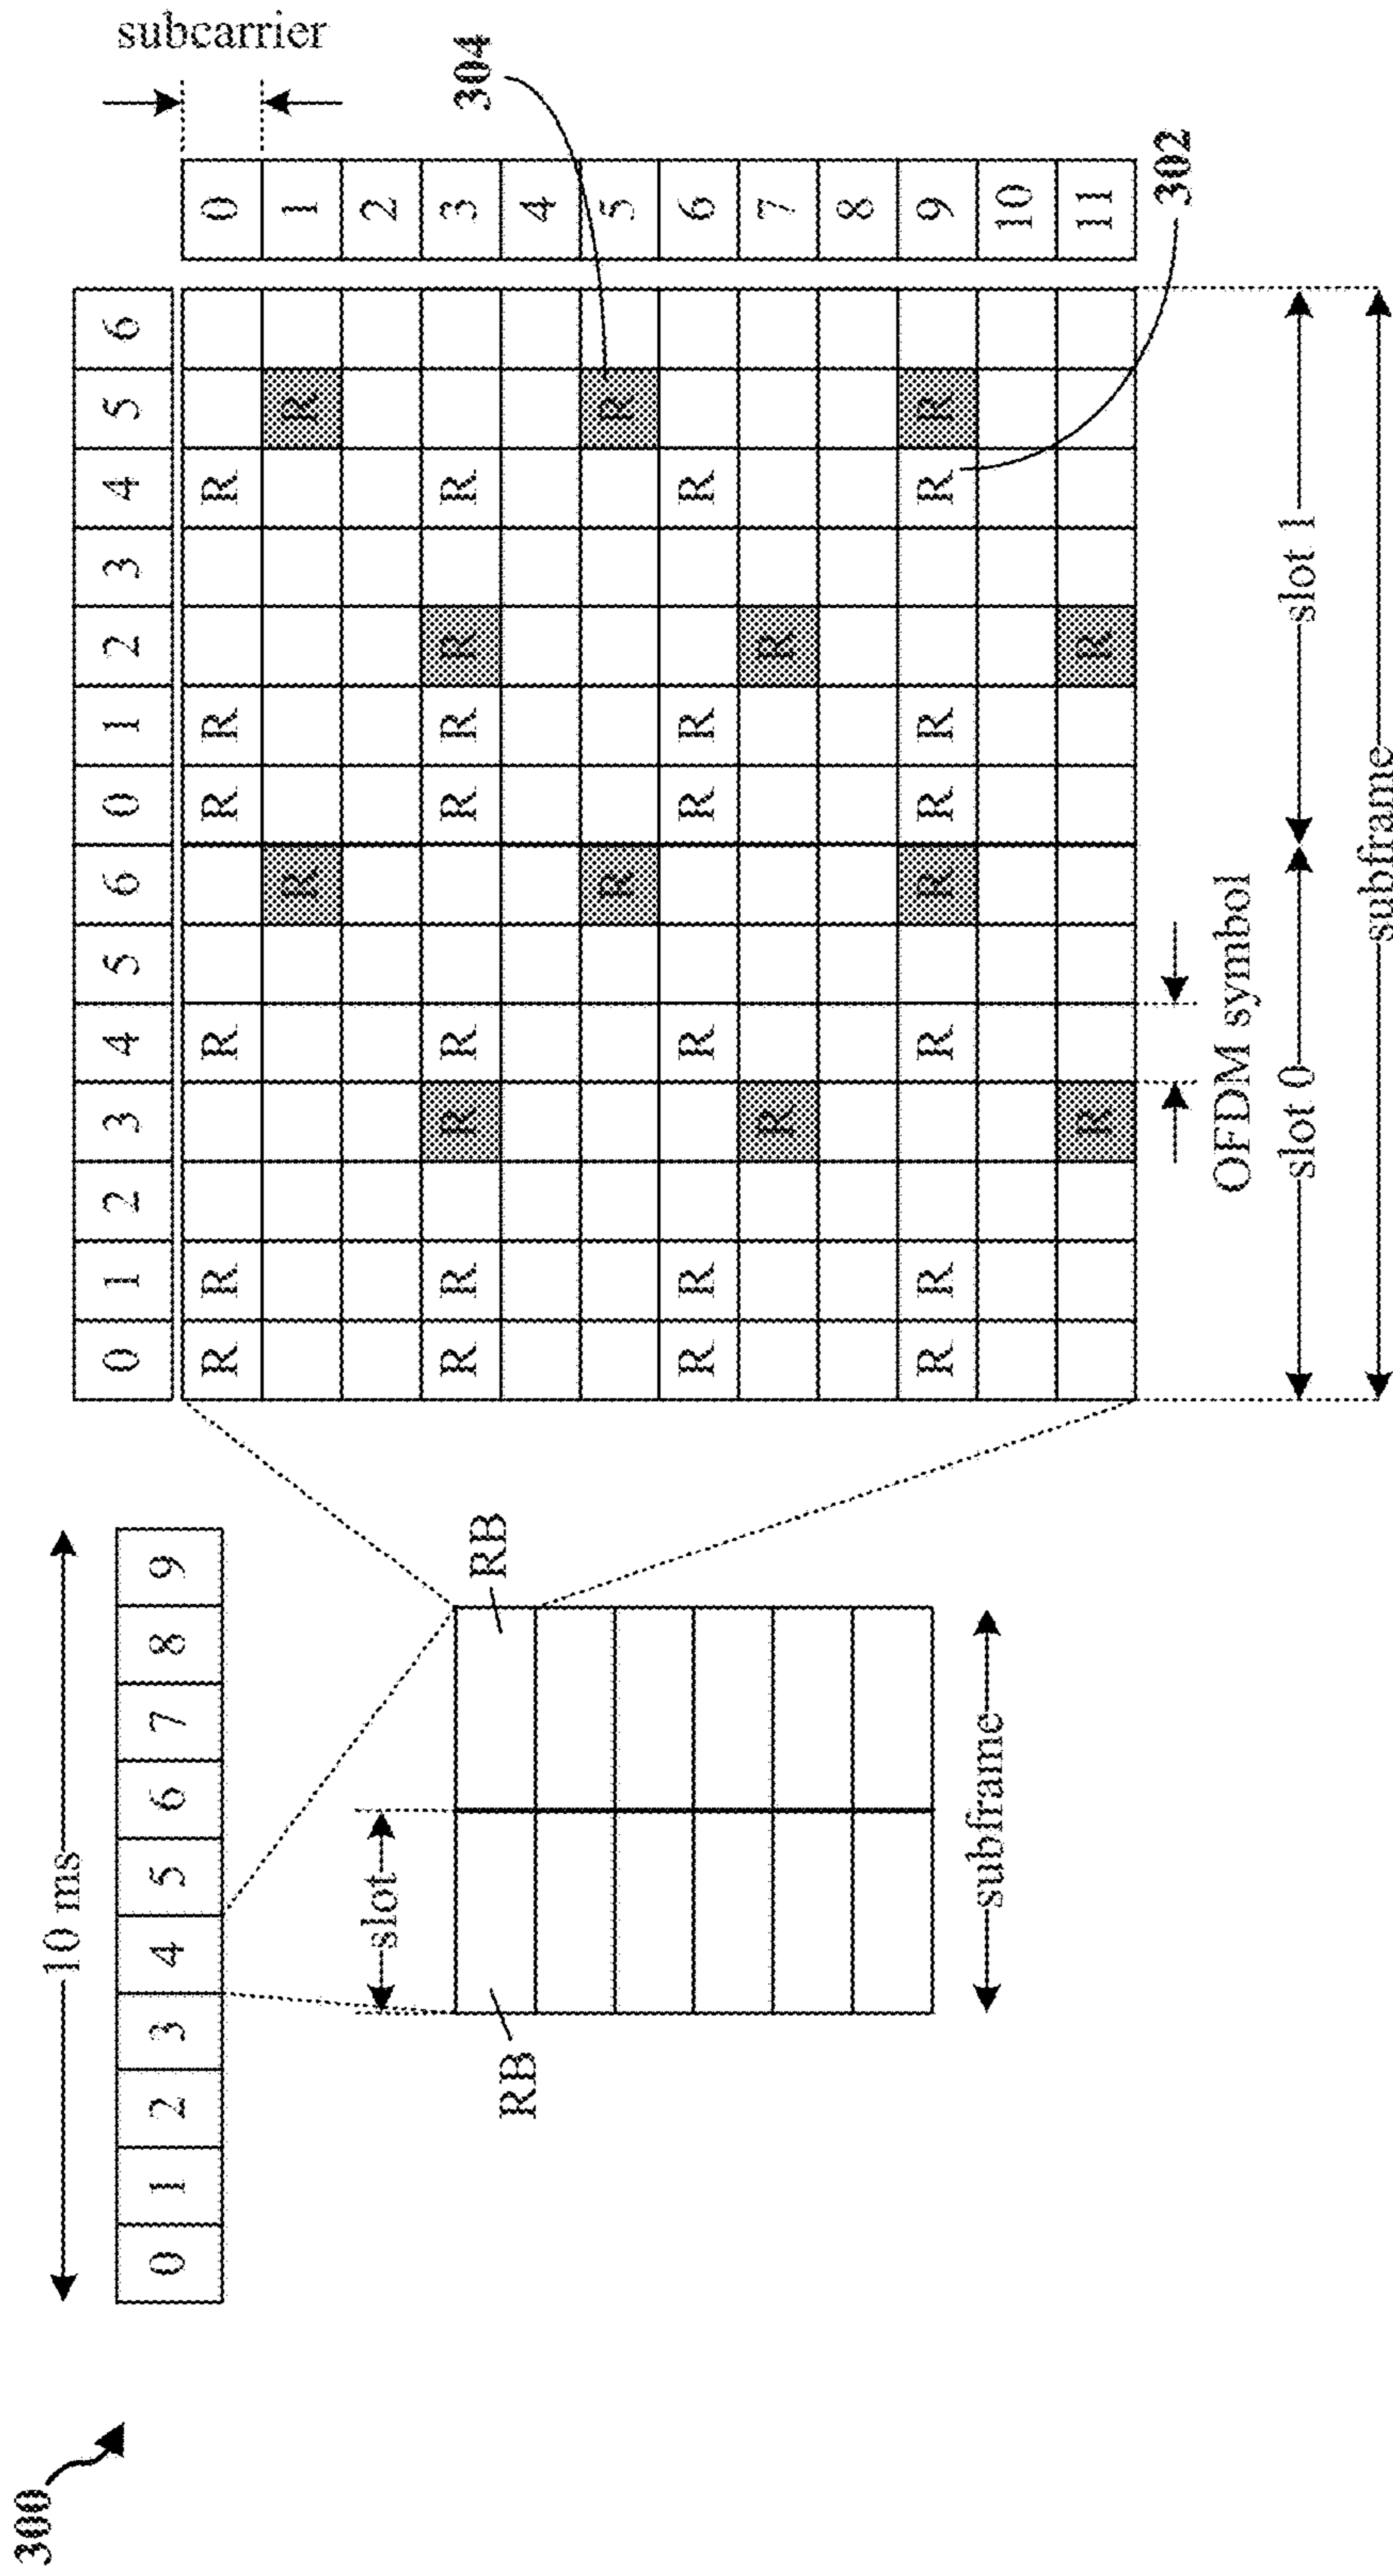 300
10 ms
0 1 2 3 4 5 6 7 8 9
slot
RB
RB
subframe
0 1 2 3 4 5 6 0 1 2 3 4 5 6
subcarrier
R R R R R R 0
R R 1
2
R R R R R R R R 3
4
R R 5
304
R R R R R R 6
R R 7
8
R R R R R R R R 9
302
10
R R 11
OFDM symbol
slot 0 slot 1
subframe